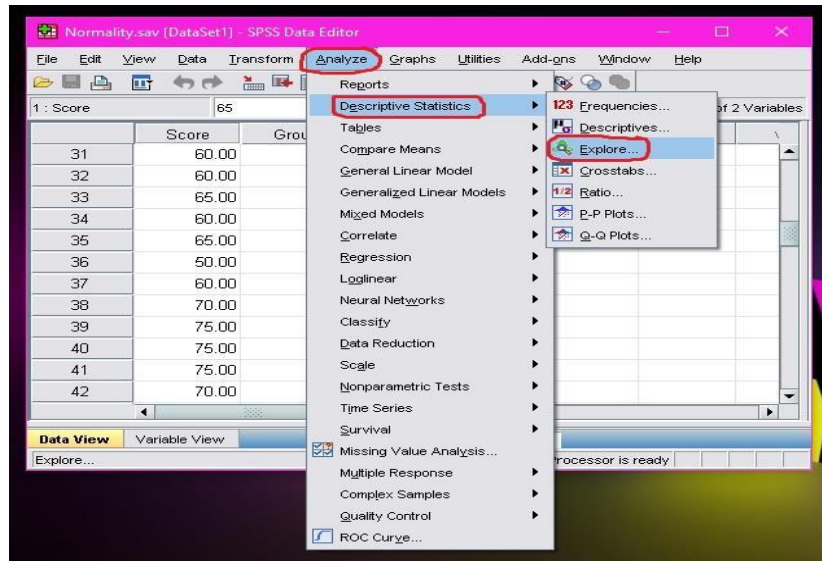 Normality.sav [DataSet1] - SPSS Data Editor
File Edit View Data Transform Analyze Graphs Utilities Add-ons Window Help
1 : Score 65 of 2 Variables
Score Grou
31 60.00
32 60.00
33 65.00
34 60.00
35 65.00
36 50.00
37 60.00
38 70.00
39 75.00
40 75.00
41 75.00
42 70.00
Data View Variable View
Explore... rocessor is ready
Reports
Descriptive Statistics
Tables
Compare Means
General Linear Model
Generalized Linear Models
Mixed Models
Correlate
Regression
Loglinear
Neural Networks
Classify
Data Reduction
Scale
Nonparametric Tests
Time Series
Survival
Missing Value Analysis...
Multiple Response
Complex Samples
Quality Control
ROC Curve...
123 Frequencies...
Descriptives...
Explore...
Crosstabs...
1/2 Ratio...
P-P Plots...
Q-Q Plots...